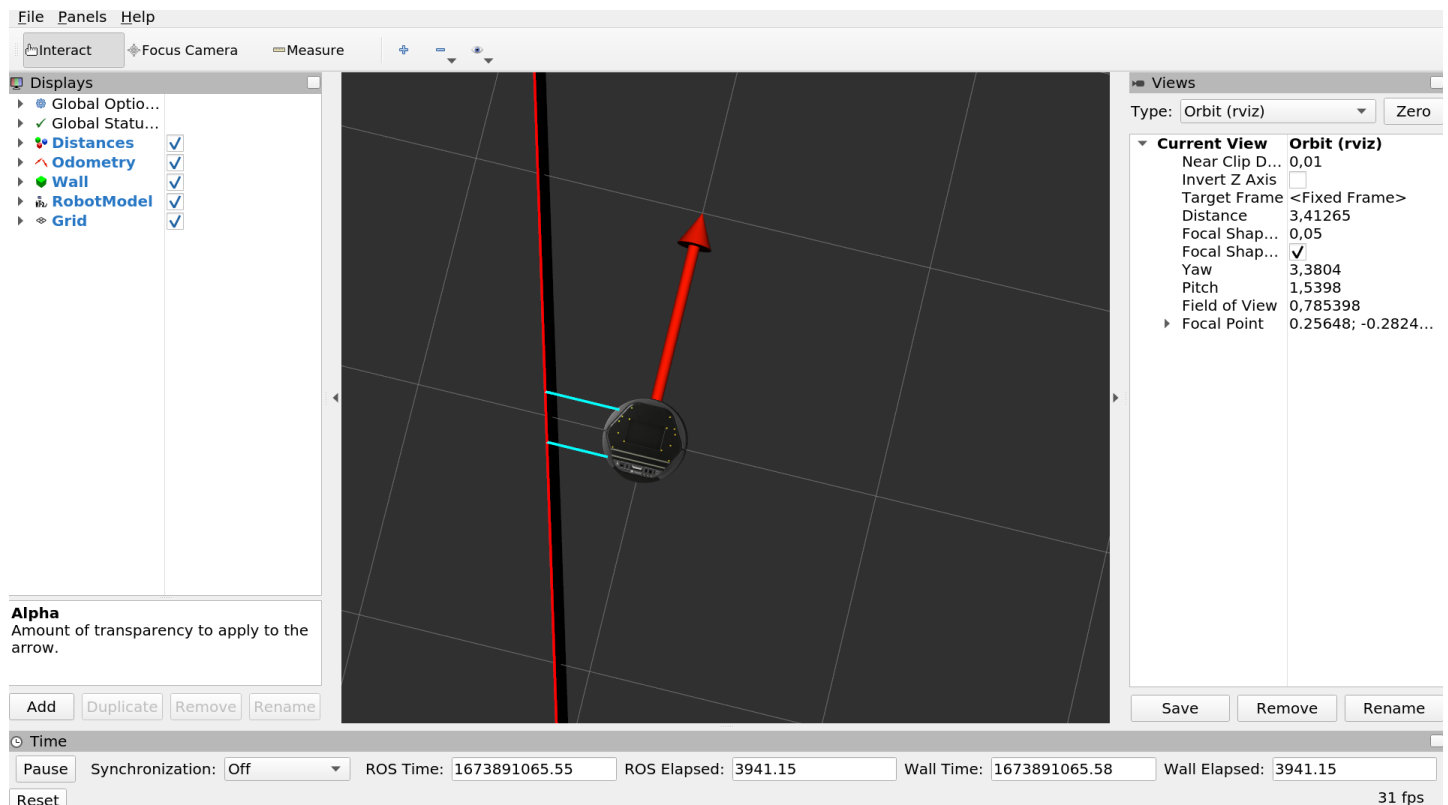 File Panels Help
Interact Focus Camera Measure
Displays
Global Optio...
Global Statu...
Distances
Odometry
Wall
RobotModel
Grid
Alpha
Amount of transparency to apply to the
arrow.
Add Duplicate Remove Rename
Views
Type: Orbit (rviz) Zero
Current View Orbit (rviz)
Near Clip D... 0,01
Invert Z Axis
Target Frame <Fixed Frame>
Distance 3,41265
Focal Shap... 0,05
Focal Shap...
Yaw 3,3804
Pitch 1,5398
Field of View 0,785398
Focal Point 0.25648; -0.2824...
Save Remove Rename
Time
Pause Synchronization: Off ROS Time: 1673891065.55 ROS Elapsed: 3941.15 Wall Time: 1673891065.58 Wall Elapsed: 3941.15
Reset 31 fps